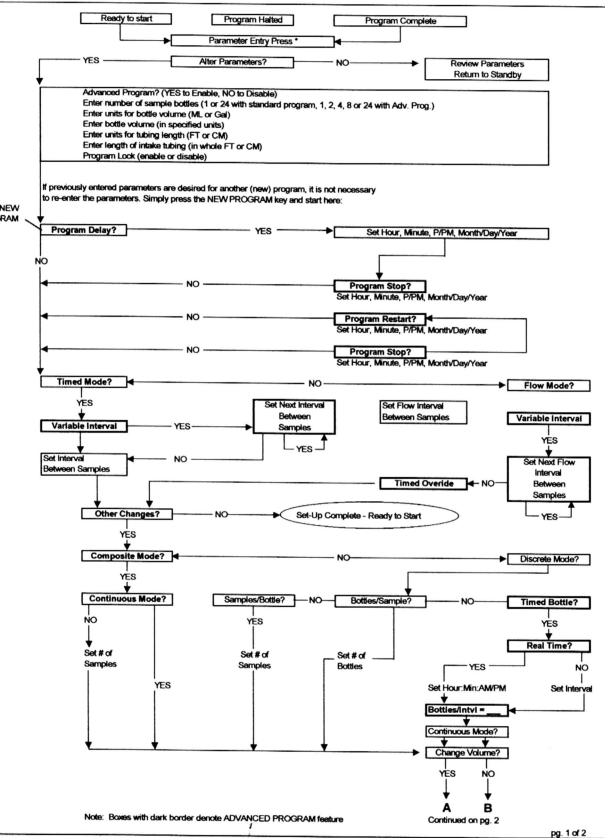 Ready to start
Program Halted
Program Complete
Parameter Entry Press *
YES
Alter Parameters?
NO
Review Parameters
Return to Standby
Advanced Program? (YES to Enable, NO to Disable)
Enter number of sample bottles (1 or 24 with standard program, 1, 2, 4, 8 or 24 with Adv. Prog.)
Enter units for bottle volume (ML or Gal)
Enter bottle volume (in specified units)
Enter units for tubing length (FT or CM)
Enter length of intake tubing (in whole FT or CM)
Program Lock (enable or disable)
If previously entered parameters are desired for another (new) program, it is not necessary
to re-enter the parameters. Simply press the NEW PROGRAM key and start here:
NEW
RAM
Program Delay?
YES
Set Hour, Minute, P/PM, Month/Day/Year
NO
NO
Program Stop?
Set Hour, Minute, P/PM, Month/Day/Year
NO
Program Restart?
Set Hour, Minute, P/PM, Month/Day/Year
NO
Program Stop?
Set Hour, Minute, P/PM, Month/Day/Year
Timed Mode?
NO
Flow Mode?
YES
Variable Interval
YES
Set Next Interval
Between
Samples
YES
Set Flow Interval
Between Samples
Variable Interval
YES
Set Interval
Between Samples
NO
Set Next Flow
Interval
Between
Samples
YES
Timed Overide
NO
Other Changes?
NO
Set-Up Complete - Ready to Start
YES
Composite Mode?
NO
Discrete Mode?
YES
Continuous Mode?
Samples/Bottle?
NO
Bottles/Sample?
NO
Timed Bottle?
NO
YES
YES
Real Time?
Set # of
Samples
YES
Set # of
Samples
Set # of
Bottles
YES
NO
Set Hour:Min:AM/PM
Set Interval
Bottles/Intvl = ___
Continuous Mode?
Change Volume?
YES
NO
A
B
Continued on pg. 2
Note: Boxes with dark border denote ADVANCED PROGRAM feature
pg. 1 of 2